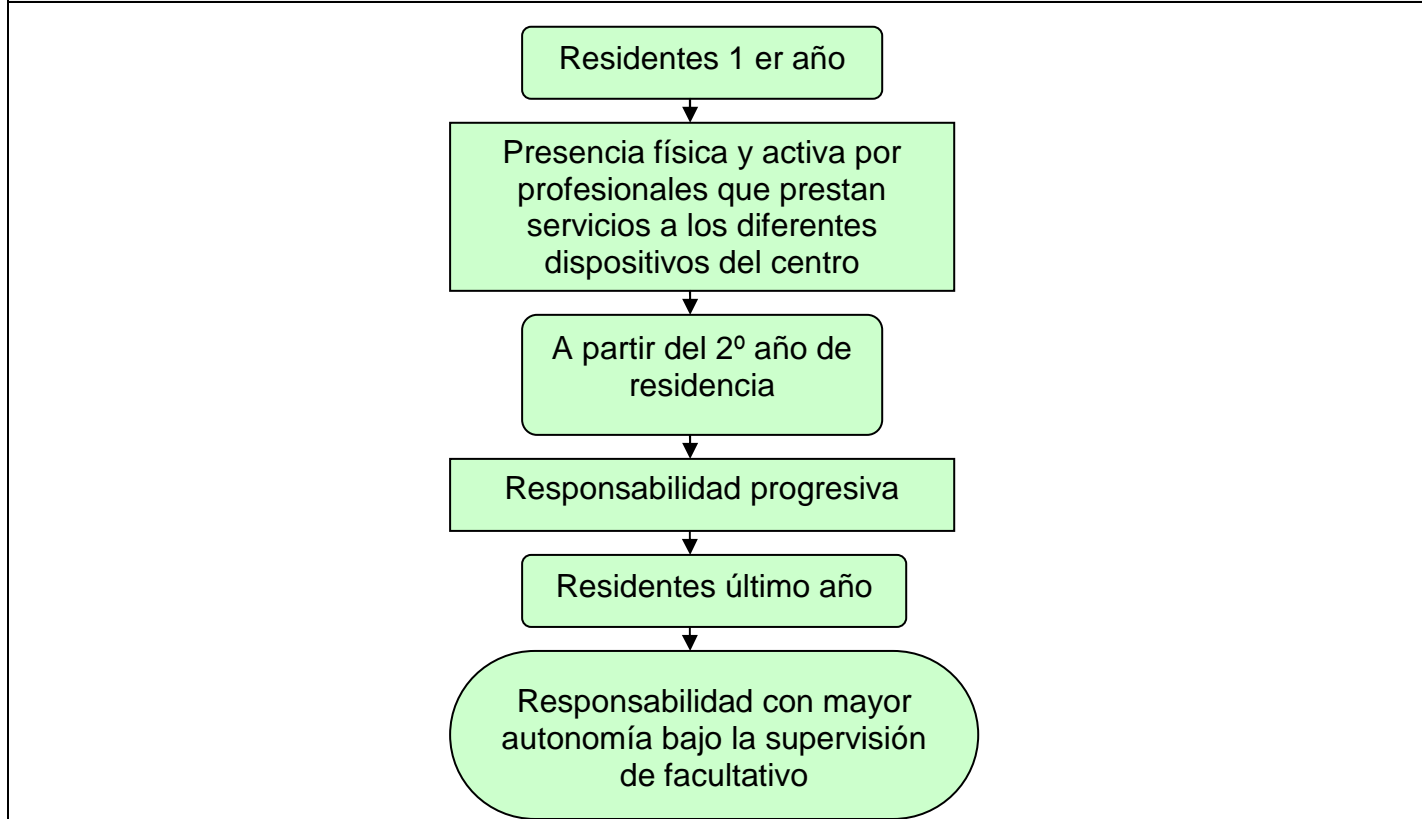 Residentes 1 er año
Presencia física y activa por
profesionales que prestan
servicios a los diferentes
dispositivos del centro
A partir del 2º año de
residencia
Responsabilidad progresiva
Residentes último año
Responsabilidad con mayor
autonomía bajo la supervisión
de facultativo